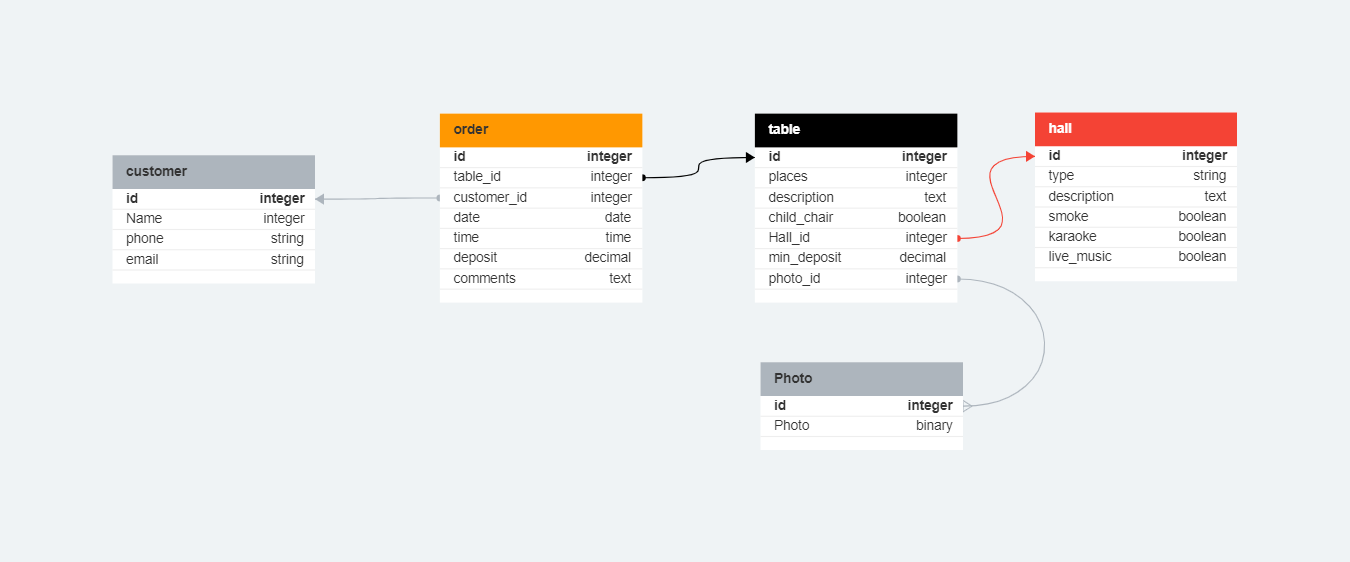 customer
id integer
Name integer
phone string
email string
order
id integer
table_id integer
customer_id integer
date date
time time
deposit decimal
comments text
table
id integer
places integer
description text
child_chair boolean
Hall_id integer
min_deposit decimal
photo_id integer
hall
id integer
type string
description text
smoke boolean
karaoke boolean
live_music boolean
Photo
id integer
Photo binary